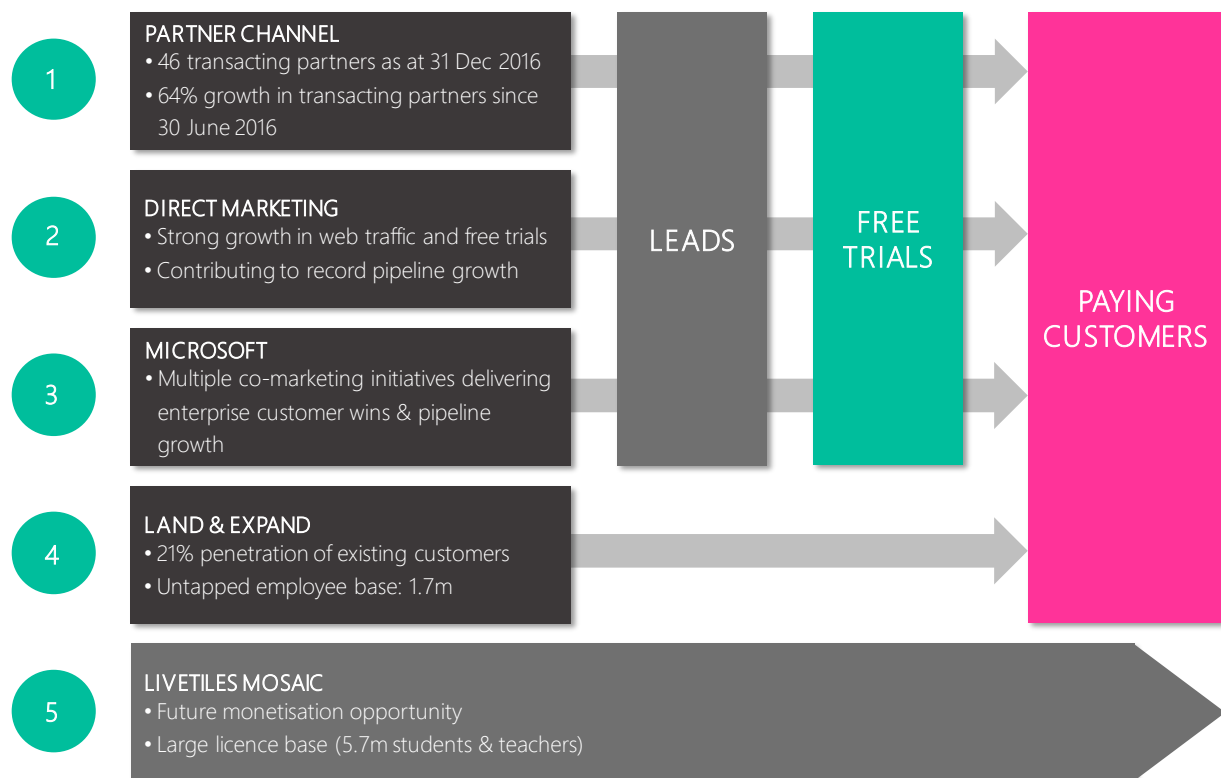 1
PARTNER CHANNEL
• 46 transacting partners as at 31 Dec 2016
• 64% growth in transacting partners since
30 June 2016
2
DIRECT MARKETING
• Strong growth in web traffic and free trials
• Contributing to record pipeline growth
3
MICROSOFT
• Multiple co-marketing initiatives delivering
enterprise customer wins & pipeline
growth
LEADS
FREE
TRIALS
PAYING
CUSTOMERS
4
LAND & EXPAND
• 21% penetration of existing customers
• Untapped employee base: 1.7m
5
LIVETILES MOSAIC
• Future monetisation opportunity
• Large licence base (5.7m students & teachers)